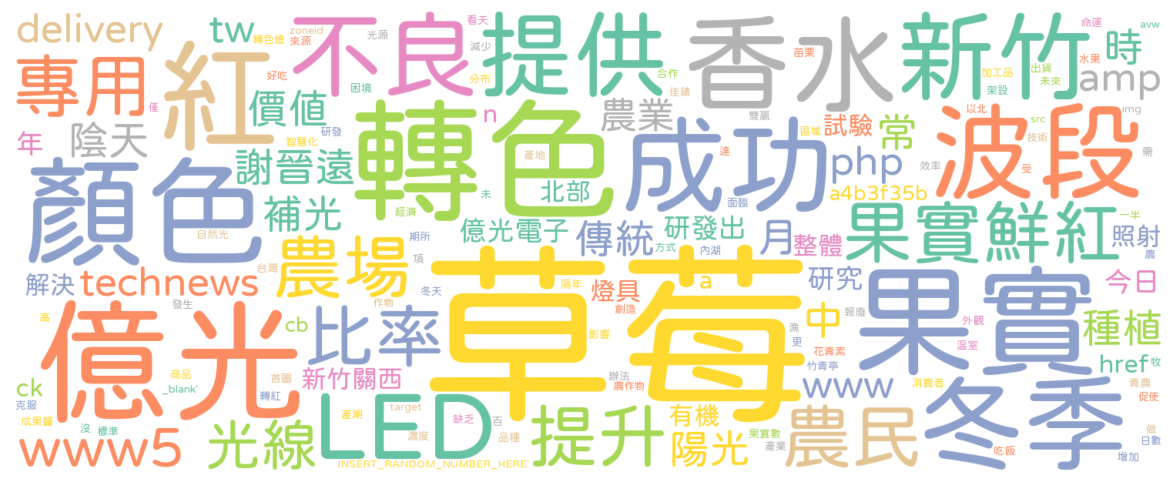 delivery
tw
轉色燈
zoneid
來源
光源
不良
看天
減少
提供
分布
合作
香水
苗栗
佳績
新竹
命運
avw
時
水果
amp
專用
紅
好吃
困境
僅
價值
智慧化
研發
n
農業
雙贏
區域
試驗
常
加工品
架設
出貨
未來
img
以北
src
技術
需
年
陰天
謝晉遠
轉色
產地
成功
達
php
效率
波段
受
顏色
自然光
補光
經濟
未
北部
面臨
a4b3f35b
果實鮮紅
一半
照射
農
農場
期所
項
億光電子
傳統
研發出
方式
內湖
月
整體
解決
technews
台灣
發生
冬天
作物
草莓
隔年
燈具
創造
影響
a
研究
中
報廢
漁
更
果實
外觀
溫室
今日
種植
高
億光
cb
比率
花青素
竹青亭
href
牧
ck
克服
成果醬
商品
_blank'
首圖
轉紅
新竹關西
辦法
農作物
www
消費者
冬季
青農
促使
沒
標準
www5
光線
產期
LED
target
濃度
缺乏
百
品種
提升
有機
陽光
果實數
產業
農民
吃飯
做
日數
增加
INSERT_RANDOM_NUMBER_HERE'